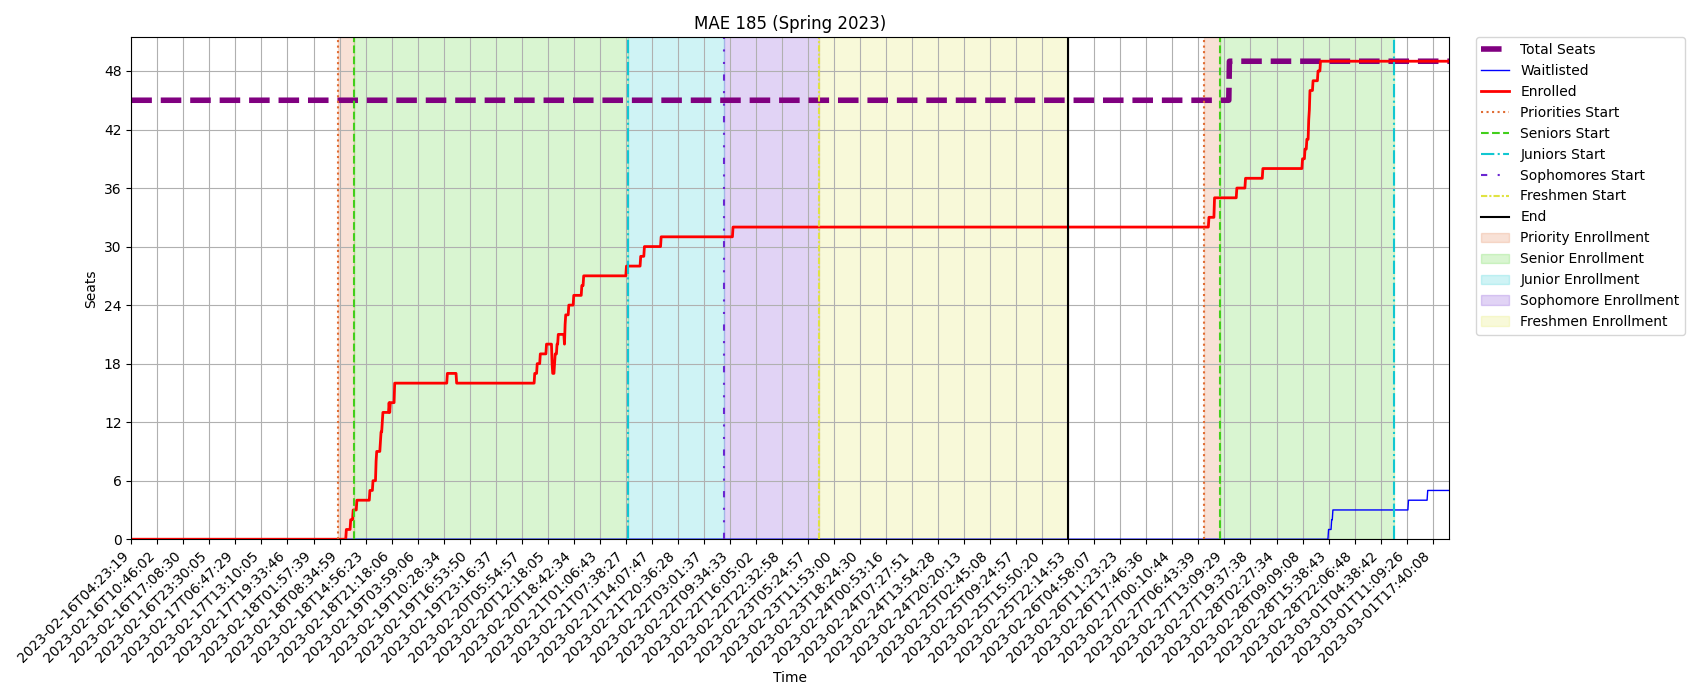 MAE 185 (Spring 2023)
Total Seats
Waitlisted
Enrolled
Priorities Start
Seniors Start
Juniors Start
Sophomores Start
Freshmen Start
End
Priority Enrollment
Senior Enrollment
Junior Enrollment
Sophomore Enrollment
Freshmen Enrollment
48
42
36
30
24
18
12
6
0
Seats
2023-02-16T04:23:19
2023-02-16T10:46:02
2023-02-16T17:08:30
2023-02-16T23:30:05
2023-02-17T06:47:29
2023-02-17T13:10:05
2023-02-17T19:33:46
2023-02-18T01:57:39
2023-02-18T08:34:59
2023-02-18T14:56:23
2023-02-18T21:18:06
2023-02-19T03:59:06
2023-02-19T10:28:34
2023-02-19T16:53:50
2023-02-19T23:16:37
2023-02-20T05:54:57
2023-02-20T12:18:05
2023-02-20T18:42:34
2023-02-21T01:06:43
2023-02-21T07:38:27
2023-02-21T14:07:47
2023-02-21T20:36:28
2023-02-22T03:01:37
2023-02-22T09:34:33
2023-02-22T16:05:02
2023-02-22T22:32:58
2023-02-23T05:24:57
2023-02-23T11:53:00
2023-02-23T18:24:30
2023-02-24T00:53:16
2023-02-24T07:27:51
2023-02-24T13:54:28
2023-02-24T20:20:13
2023-02-25T02:45:08
2023-02-25T09:24:57
2023-02-25T15:50:20
2023-02-25T22:14:53
2023-02-26T04:58:07
2023-02-26T11:23:23
2023-02-26T17:46:36
2023-02-27T00:10:44
2023-02-27T06:43:39
2023-02-27T13:09:29
2023-02-27T19:37:38
2023-02-28T02:27:34
2023-02-28T09:09:08
2023-02-28T15:38:43
2023-02-28T22:06:48
2023-03-01T04:38:42
2023-03-01T11:09:26
2023-03-01T17:40:08
Time